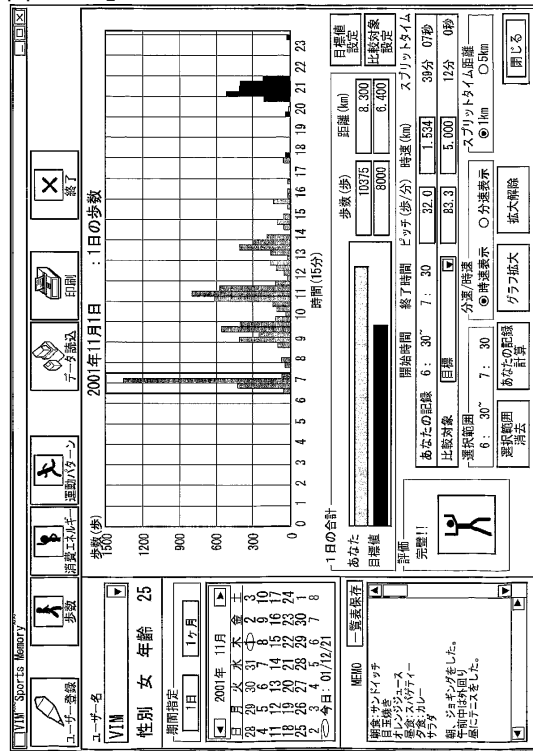 VIM™Sports Memory™
ユーザー登録
歩数
消費エネルギー
運動パターン
データ読込
印刷
終了
ユーザー名
VIM
性別 女 年齢 25
期間指定
1日
1ヶ月
2001年 11月
日 月 火 水 木 金 土
28 29 30 31 1 2 3
4 5 6 7 8 9 10
11 12 13 14 15 16 17
18 19 20 21 22 23 24
25 26 27 28 29 30 1
2 3 4 5 6 7 8
今日: 01/12/21
MEMO
一覧表保存
朝食:サンドイッチ
目玉焼き
オレンジジュース
昼食:スパゲティー
夕食:カレー
サラダ
朝、ジョギングをした。
午前中は外回り
昼にテニスをした。
2001年11月1日 :1日の歩数
歩数(歩)
1500
1200
900
600
300
0
0 1 2 3 4 5 6 7 8 9 10 11 12 13 14 15 16 17 18 19 20 21 22 23
時間(15分)
1日の合計
歩数(歩) 距離(km)
あなた 10375 8.300
目標値 8000 6.400
目標値設定
比較対象設定
評価
完璧!!
開始時間 終了時間 ピッチ(歩/分) 時速(km) スプリットタイム
あなたの記録 6: 30~ 7: 30 32.0 1.534 39分 07秒
比較対象 目標 83.3 5.000 12分 0秒
選択範囲
6: 30~
7: 30
分速/時速
時速表示 分速表示
スプリットタイム距離
1km 5km
選択範囲消去
あなたの記録計算
グラフ拡大
拡大解除
閉じる